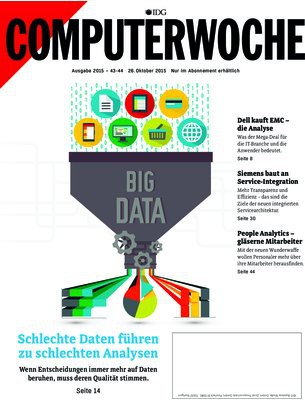 IDG
COMPUTERWOCHE
Ausgabe 2015 – 43-44 26. Oktober 2015 Nur im Abonnement erhältlich
Dell kauft EMC –
die Analyse
Was der Mega-Deal für
die IT-Branche und die
Anwender bedeutet.
Seite 8
Siemens baut an
Service-Integration
Mehr Transparenz und
Effizienz – das sind die
Ziele der neuen integrierten
Servicearchitektur.
Seite 30
People Analytics –
gläserne Mitarbeiter
Mit der neuen Wunderwaffe
wollen Personaler mehr über
ihre Mitarbeiter herausfinden.
Seite 44
BIG
DATA
Schlechte Daten führen
zu schlechten Analysen
Wenn Entscheidungen immer mehr auf Daten
beruhen, muss deren Qualität stimmen.
Seite 14